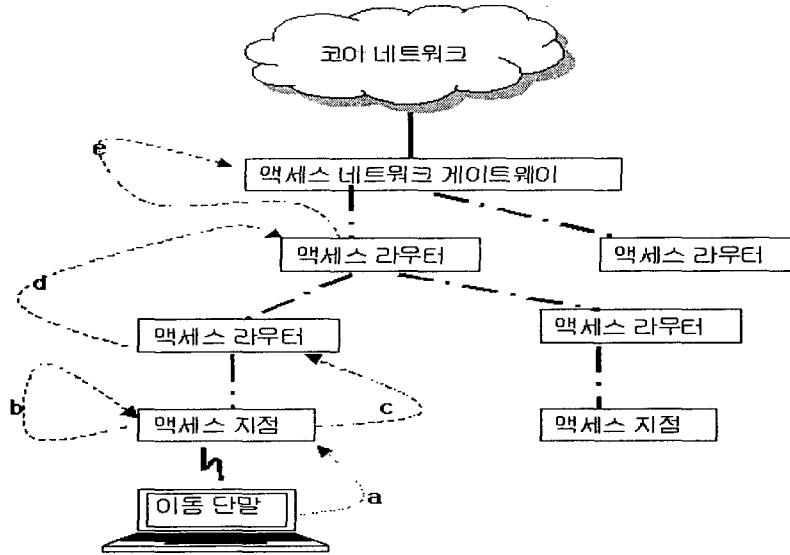 코아 네트워크
e
액세스 네트워크 게이트웨이
액세스 라우터
액세스 라우터
d
액세스 라우터
액세스 라우터
b
c
액세스 지점
액세스 지점
a
이동 단말